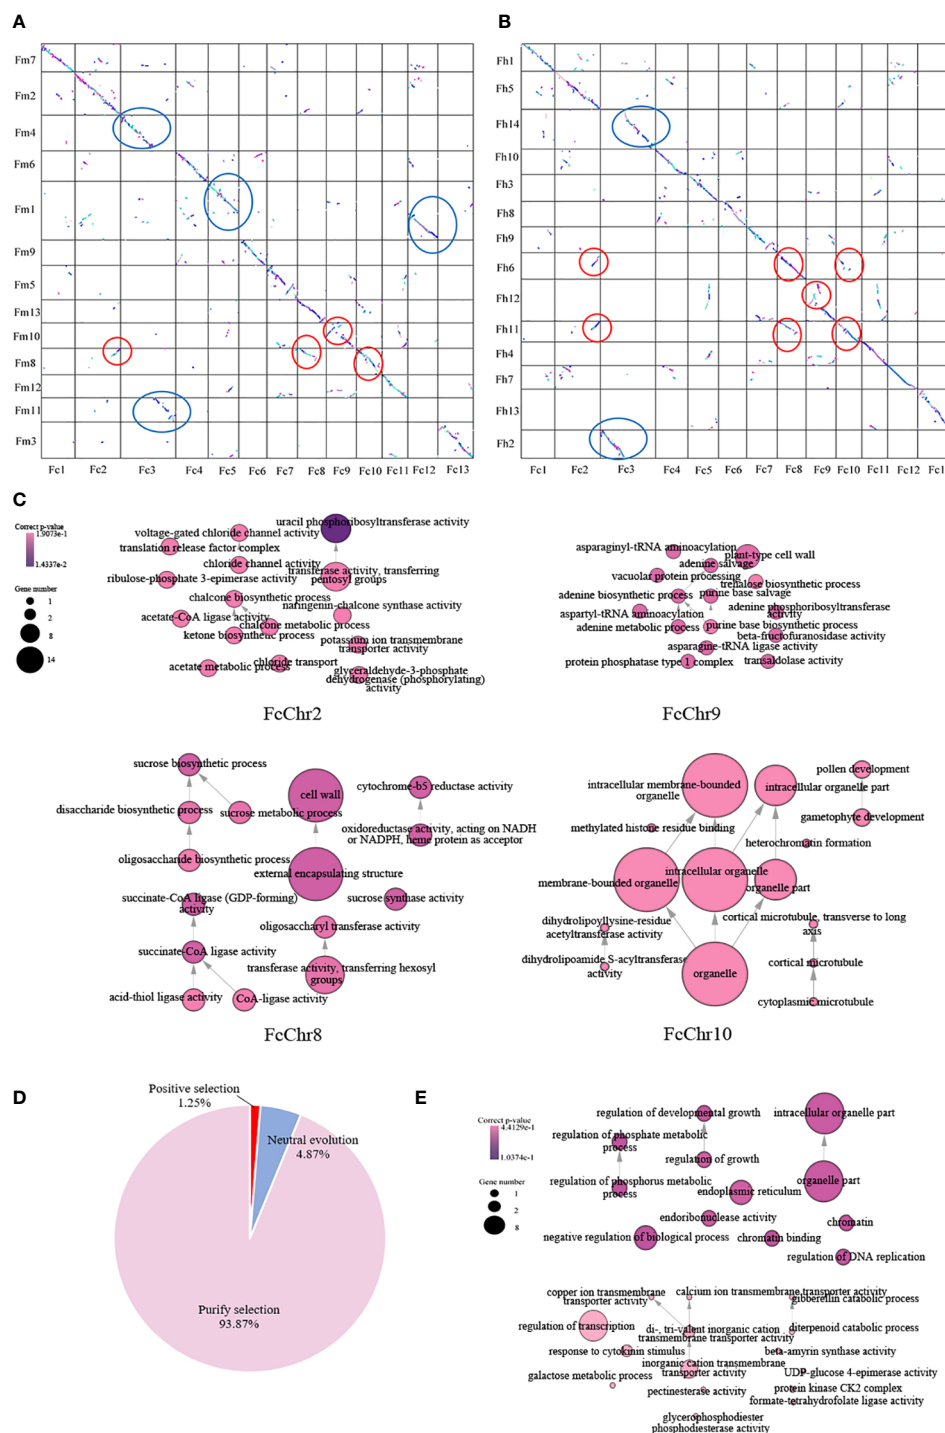 A
B
Fm7
Fm2
Fm4
Fm6
Fm1
Fm9
Fm5
Fm13
Fm10
Fm8
Fm12
Fm11
Fm3
Fc1 Fc2 Fc3 Fc4 Fc5 Fc6 Fc7 Fc8 Fc9 Fc10 Fc11 Fc12 Fc13
Fh1
Fh5
Fh14
Fh10
Fh3
Fh8
Fh9
Fh6
Fh12
Fh11
Fh4
Fh7
Fh13
Fh2
Fc1 Fc2 Fc3 Fc4 Fc5 Fc6 Fc7 Fc8 Fc9 Fc10 Fc11 Fc12 Fc1
C
Correct p-value
1.9073e-1
1.4337e-2
Gene number
1
2
8
14
uracil phosphoribosyltransferase activity
voltage-gated chloride channel activity
translation release factor complex
chloride channel activity
transferase activity, transferring
pentosyl groups
ribulose-phosphate 3-epimerase activity
chalcone biosynthetic process
naringenin-chalcone synthase activity
acetate-CoA ligase activity
chalcone metabolic process
ketone biosynthetic process
potassium ion transmembrane
transporter activity
chloride transport
acetate metabolic process
glyceraldehyde-3-phosphate
dehydrogenase (phosphorylating)
activity
FcChr2
asparaginyl-tRNA aminoacylation
plant-type cell wall
adenine salvage
vacuolar protein processing
trehalose biosynthetic process
purine base salvage
adenine biosynthetic process
adenine phosphoribosyltransferase
activity
aspartyl-tRNA aminoacylation
purine base biosynthetic process
adenine metabolic process
beta-fructofuranosidase activity
asparagine-tRNA ligase activity
protein phosphatase type 1 complex
transaldolase activity
FcChr9
sucrose biosynthetic process
cell wall
cytochrome-b5 reductase activity
disaccharide biosynthetic process
sucrose metabolic process
oxidoreductase activity, acting on NADH
or NADPH, heme protein as acceptor
oligosaccharide biosynthetic process
external encapsulating structure
succinate-CoA ligase (GDP-forming)
activity
sucrose synthase activity
oligosaccharyl transferase activity
succinate-CoA ligase activity
transferase activity, transferring hexosyl
groups
acid-thiol ligase activity
CoA-ligase activity
FcChr8
pollen development
intracellular membrane-bounded
organelle
intracellular organelle part
gametophyte development
methylated histone residue binding
heterochromatin formation
membrane-bounded organelle
intracellular organelle
organelle part
dihydrolipoyllysine-residue
acetyltransferase activity
cortical microtubule, transverse to long
axis
dihydrolipoamide S-acyltransferase
activity
organelle
cortical microtubule
cytoplasmic microtubule
FcChr10
D
Positive selection
1.25%
Neutral evolution
4.87%
Purify selection
93.87%
E
Correct p-value
4.4129e-1
1.0374e-1
Gene number
1
2
8
regulation of developmental growth
intracellular organelle part
regulation of phosphate metabolic
process
regulation of growth
regulation of phosphorus metabolic
process
endoplasmic reticulum
organelle part
endoribonuclease activity
chromatin
negative regulation of biological process
chromatin binding
regulation of DNA replication
copper ion transmembrane
transporter activity
calcium ion transmembrane transporter activity
gibberellin catabolic process
regulation of transcription
di-, tri-valent inorganic cation
transmembrane transporter activity
diterpenoid catabolic process
response to cytokinin stimulus
beta-amyrin synthase activity
inorganic cation transmembrane
transporter activity
galactose metabolic process
UDP-glucose 4-epimerase activity
pectinesterase activity
protein kinase CK2 complex
formate-tetrahydrofolate ligase activity
glycerophosphodiester
phosphodiesterase activity